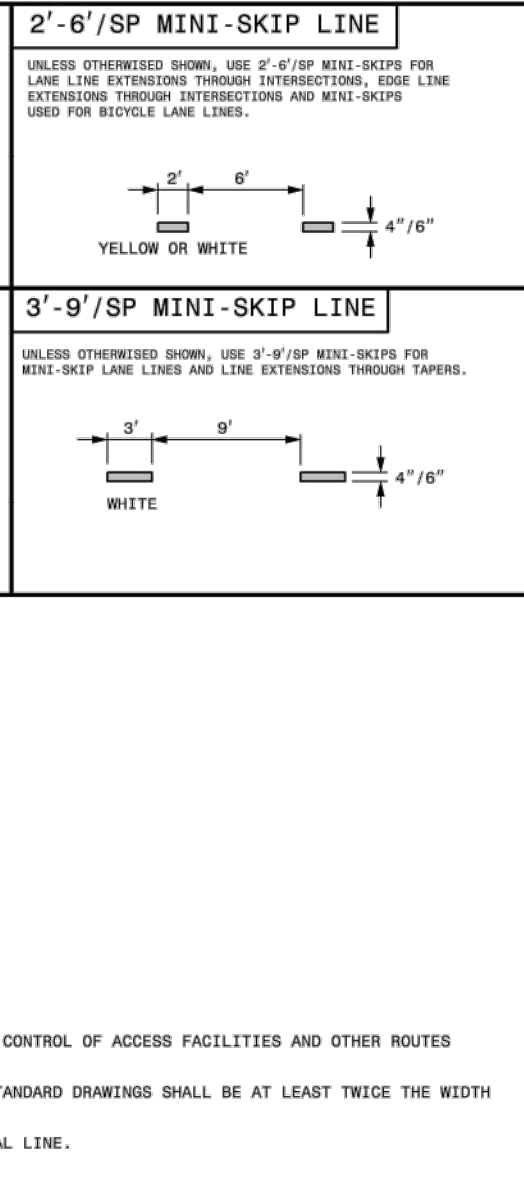 2'-6'/SP MINI-SKIP LINE
UNLESS OTHERWISED SHOWN, USE 2'-6'/SP MINI-SKIPS FOR
LANE LINE EXTENSIONS THROUGH INTERSECTIONS, EDGE LINE
EXTENSIONS THROUGH INTERSECTIONS AND MINI-SKIPS
USED FOR BICYCLE LANE LINES.
2' 6'
4"/6"
YELLOW OR WHITE
3'-9'/SP MINI-SKIP LINE
UNLESS OTHERWISED SHOWN, USE 3'-9'/SP MINI-SKIPS FOR
MINI-SKIP LANE LINES AND LINE EXTENSIONS THROUGH TAPERS.
3' 9'
4"/6"
WHITE
CONTROL OF ACCESS FACILITIES AND OTHER ROUTES
TANDARD DRAWINGS SHALL BE AT LEAST TWICE THE WIDTH
AL LINE.